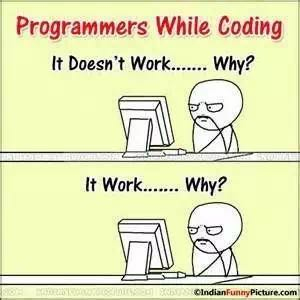 Programmers While Coding
It Doesn't Work....... Why?
It Work....... Why?
©IndianFunnyPicture.com